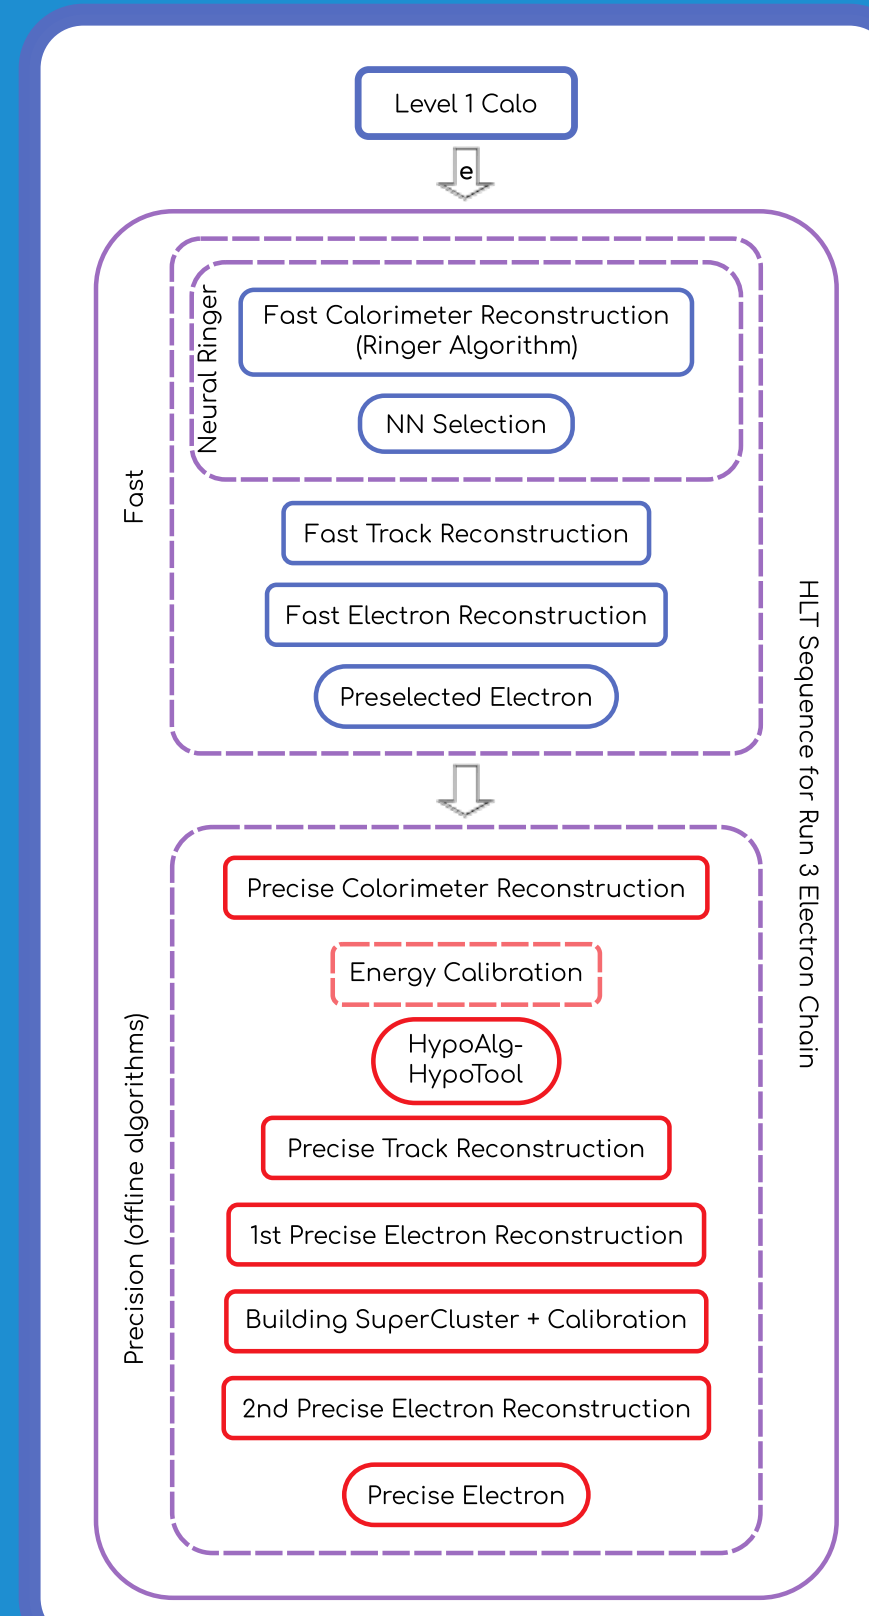 Level 1 Calo
e
HLT Sequence for Run 3 Electron Chain
Fast
Neural Ringer
Fast Calorimeter Reconstruction
(Ringer Algorithm)
NN Selection
Fast Track Reconstruction
Fast Electron Reconstruction
Preselected Electron
Precision (offline algorithms)
Precise Colorimeter Reconstruction
Energy Calibration
HypoAlg-
HypoTool
Precise Track Reconstruction
1st Precise Electron Reconstruction
Building SuperCluster + Calibration
2nd Precise Electron Reconstruction
Precise Electron